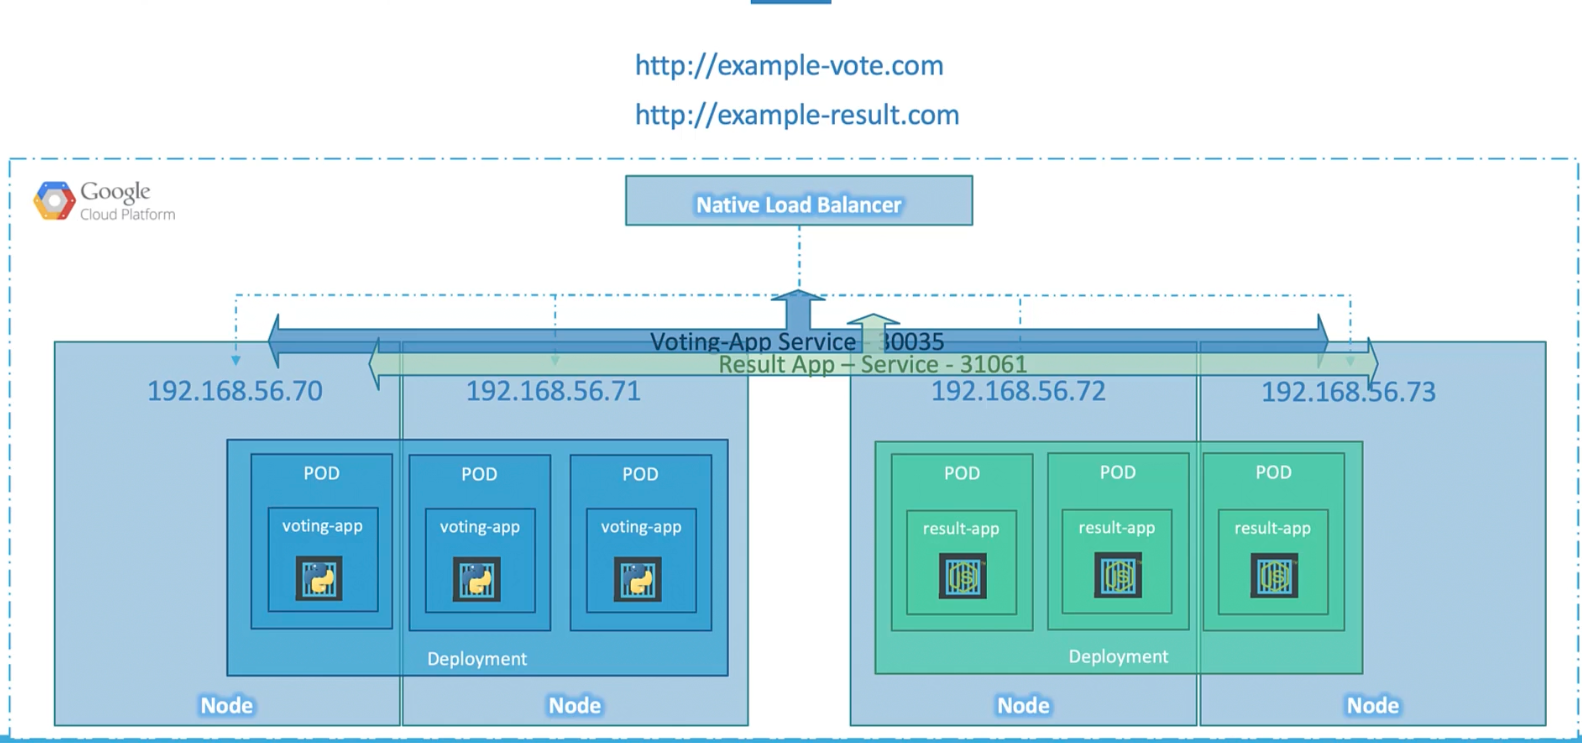 http://example-vote.com
http://example-result.com
Google
Cloud Platform
Native Load Balancer
Voting-App Service - 30035
Result App – Service - 31061
192.168.56.70
192.168.56.71
192.168.56.72
192.168.56.73
POD
POD
POD
POD
POD
POD
voting-app
voting-app
voting-app
result-app
result-app
result-app
JS
JS
JS
Deployment
Deployment
Node
Node
Node
Node